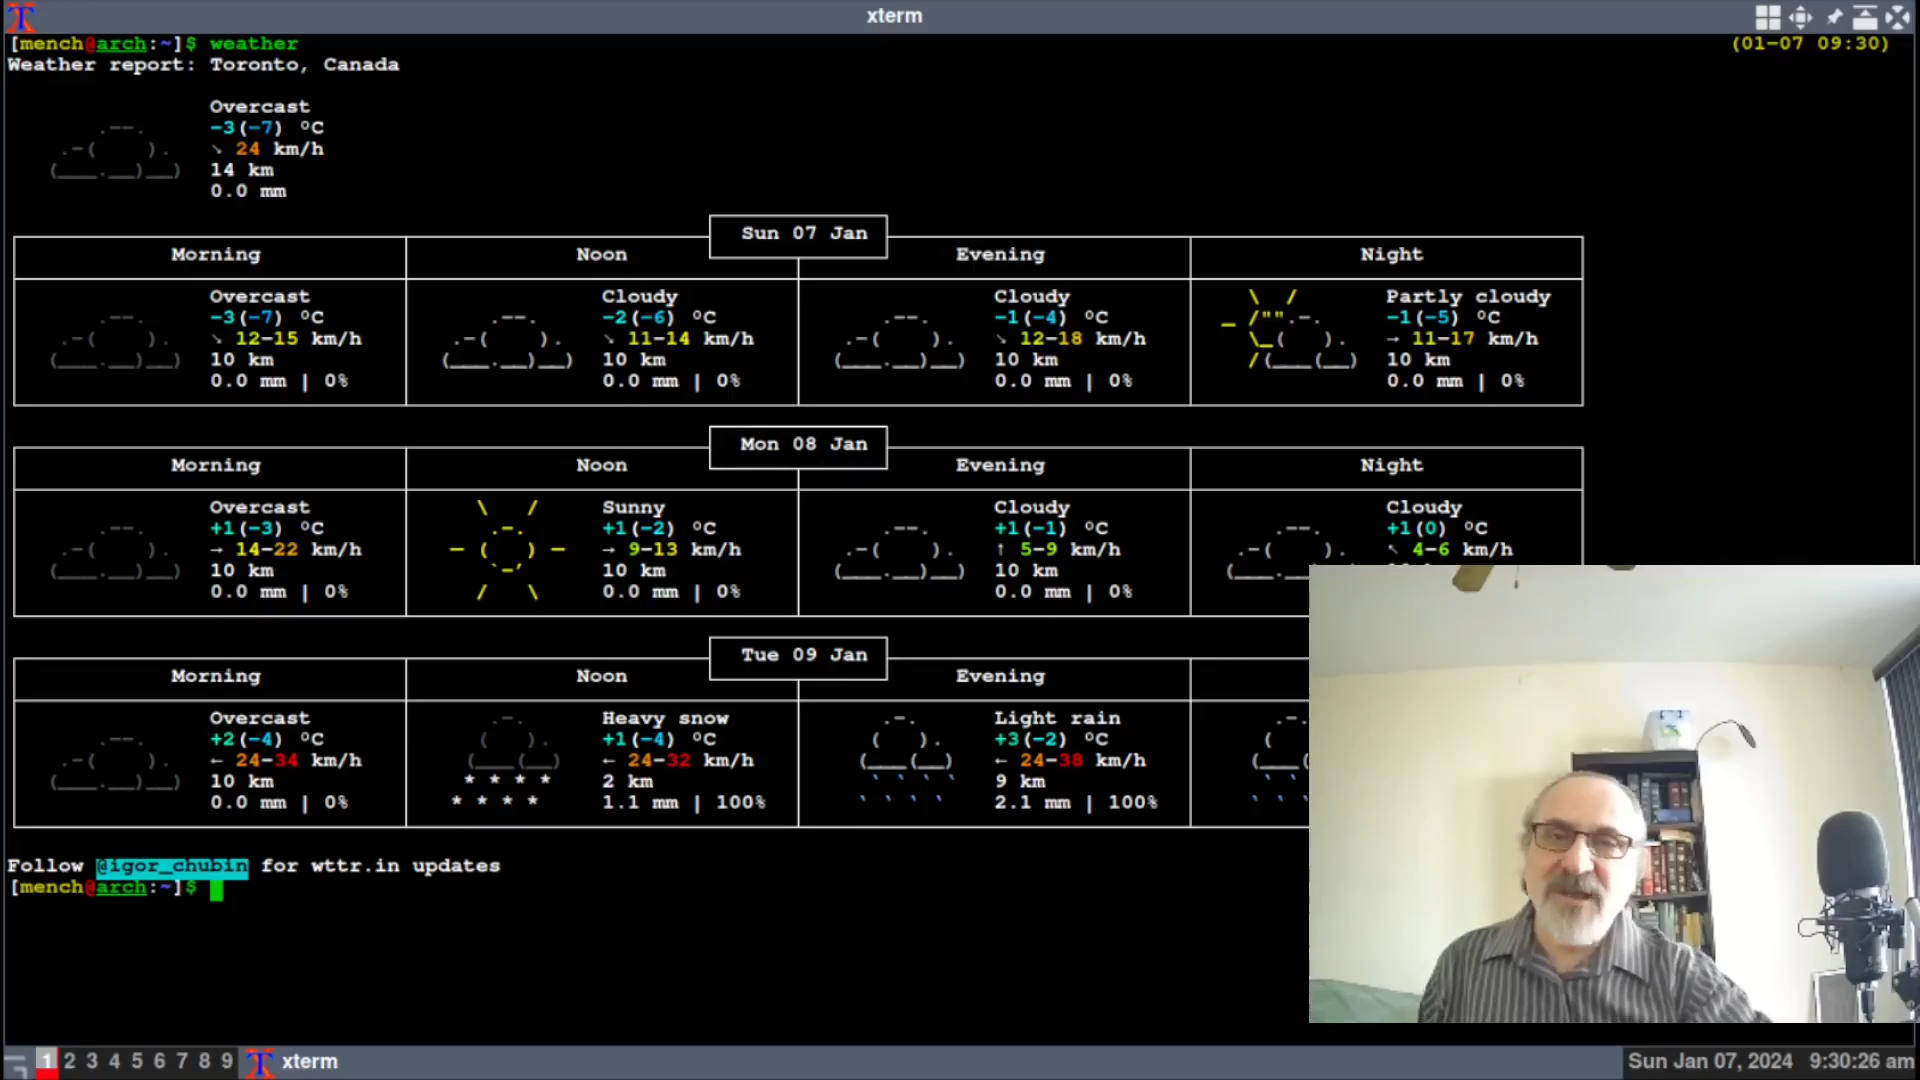 xterm
[mench@arch:~]$ weather (01-07 09:30)
Weather report: Toronto, Canada
Overcast
-3(-7) °C
↘ 24 km/h
14 km
0.0 mm
Sun 07 Jan
Morning Noon Evening Night
Overcast Cloudy Cloudy Partly cloudy
-3(-7) °C -2(-6) °C -1(-4) °C -1(-5) °C
↘ 12-15 km/h ↘ 11-14 km/h ↘ 12-18 km/h → 11-17 km/h
10 km 10 km 10 km 10 km
0.0 mm | 0% 0.0 mm | 0% 0.0 mm | 0% 0.0 mm | 0%
Mon 08 Jan
Morning Noon Evening Night
Overcast Sunny Cloudy Cloudy
+1(-3) °C +1(-2) °C +1(-1) °C +1(0) °C
→ 14-22 km/h → 9-13 km/h ↑ 5-9 km/h ↖ 4-6 km/h
10 km 10 km 10 km
0.0 mm | 0% 0.0 mm | 0% 0.0 mm | 0%
Tue 09 Jan
Morning Noon Evening
Overcast Heavy snow Light rain
+2(-4) °C +1(-4) °C +3(-2) °C
← 24-34 km/h ← 24-32 km/h ← 24-38 km/h
10 km 2 km 9 km
0.0 mm | 0% 1.1 mm | 100% 2.1 mm | 100%
Follow @igor_chubin for wttr.in updates
[mench@arch:~]$
1 2 3 4 5 6 7 8 9 xterm Sun Jan 07, 2024 9:30:26 am